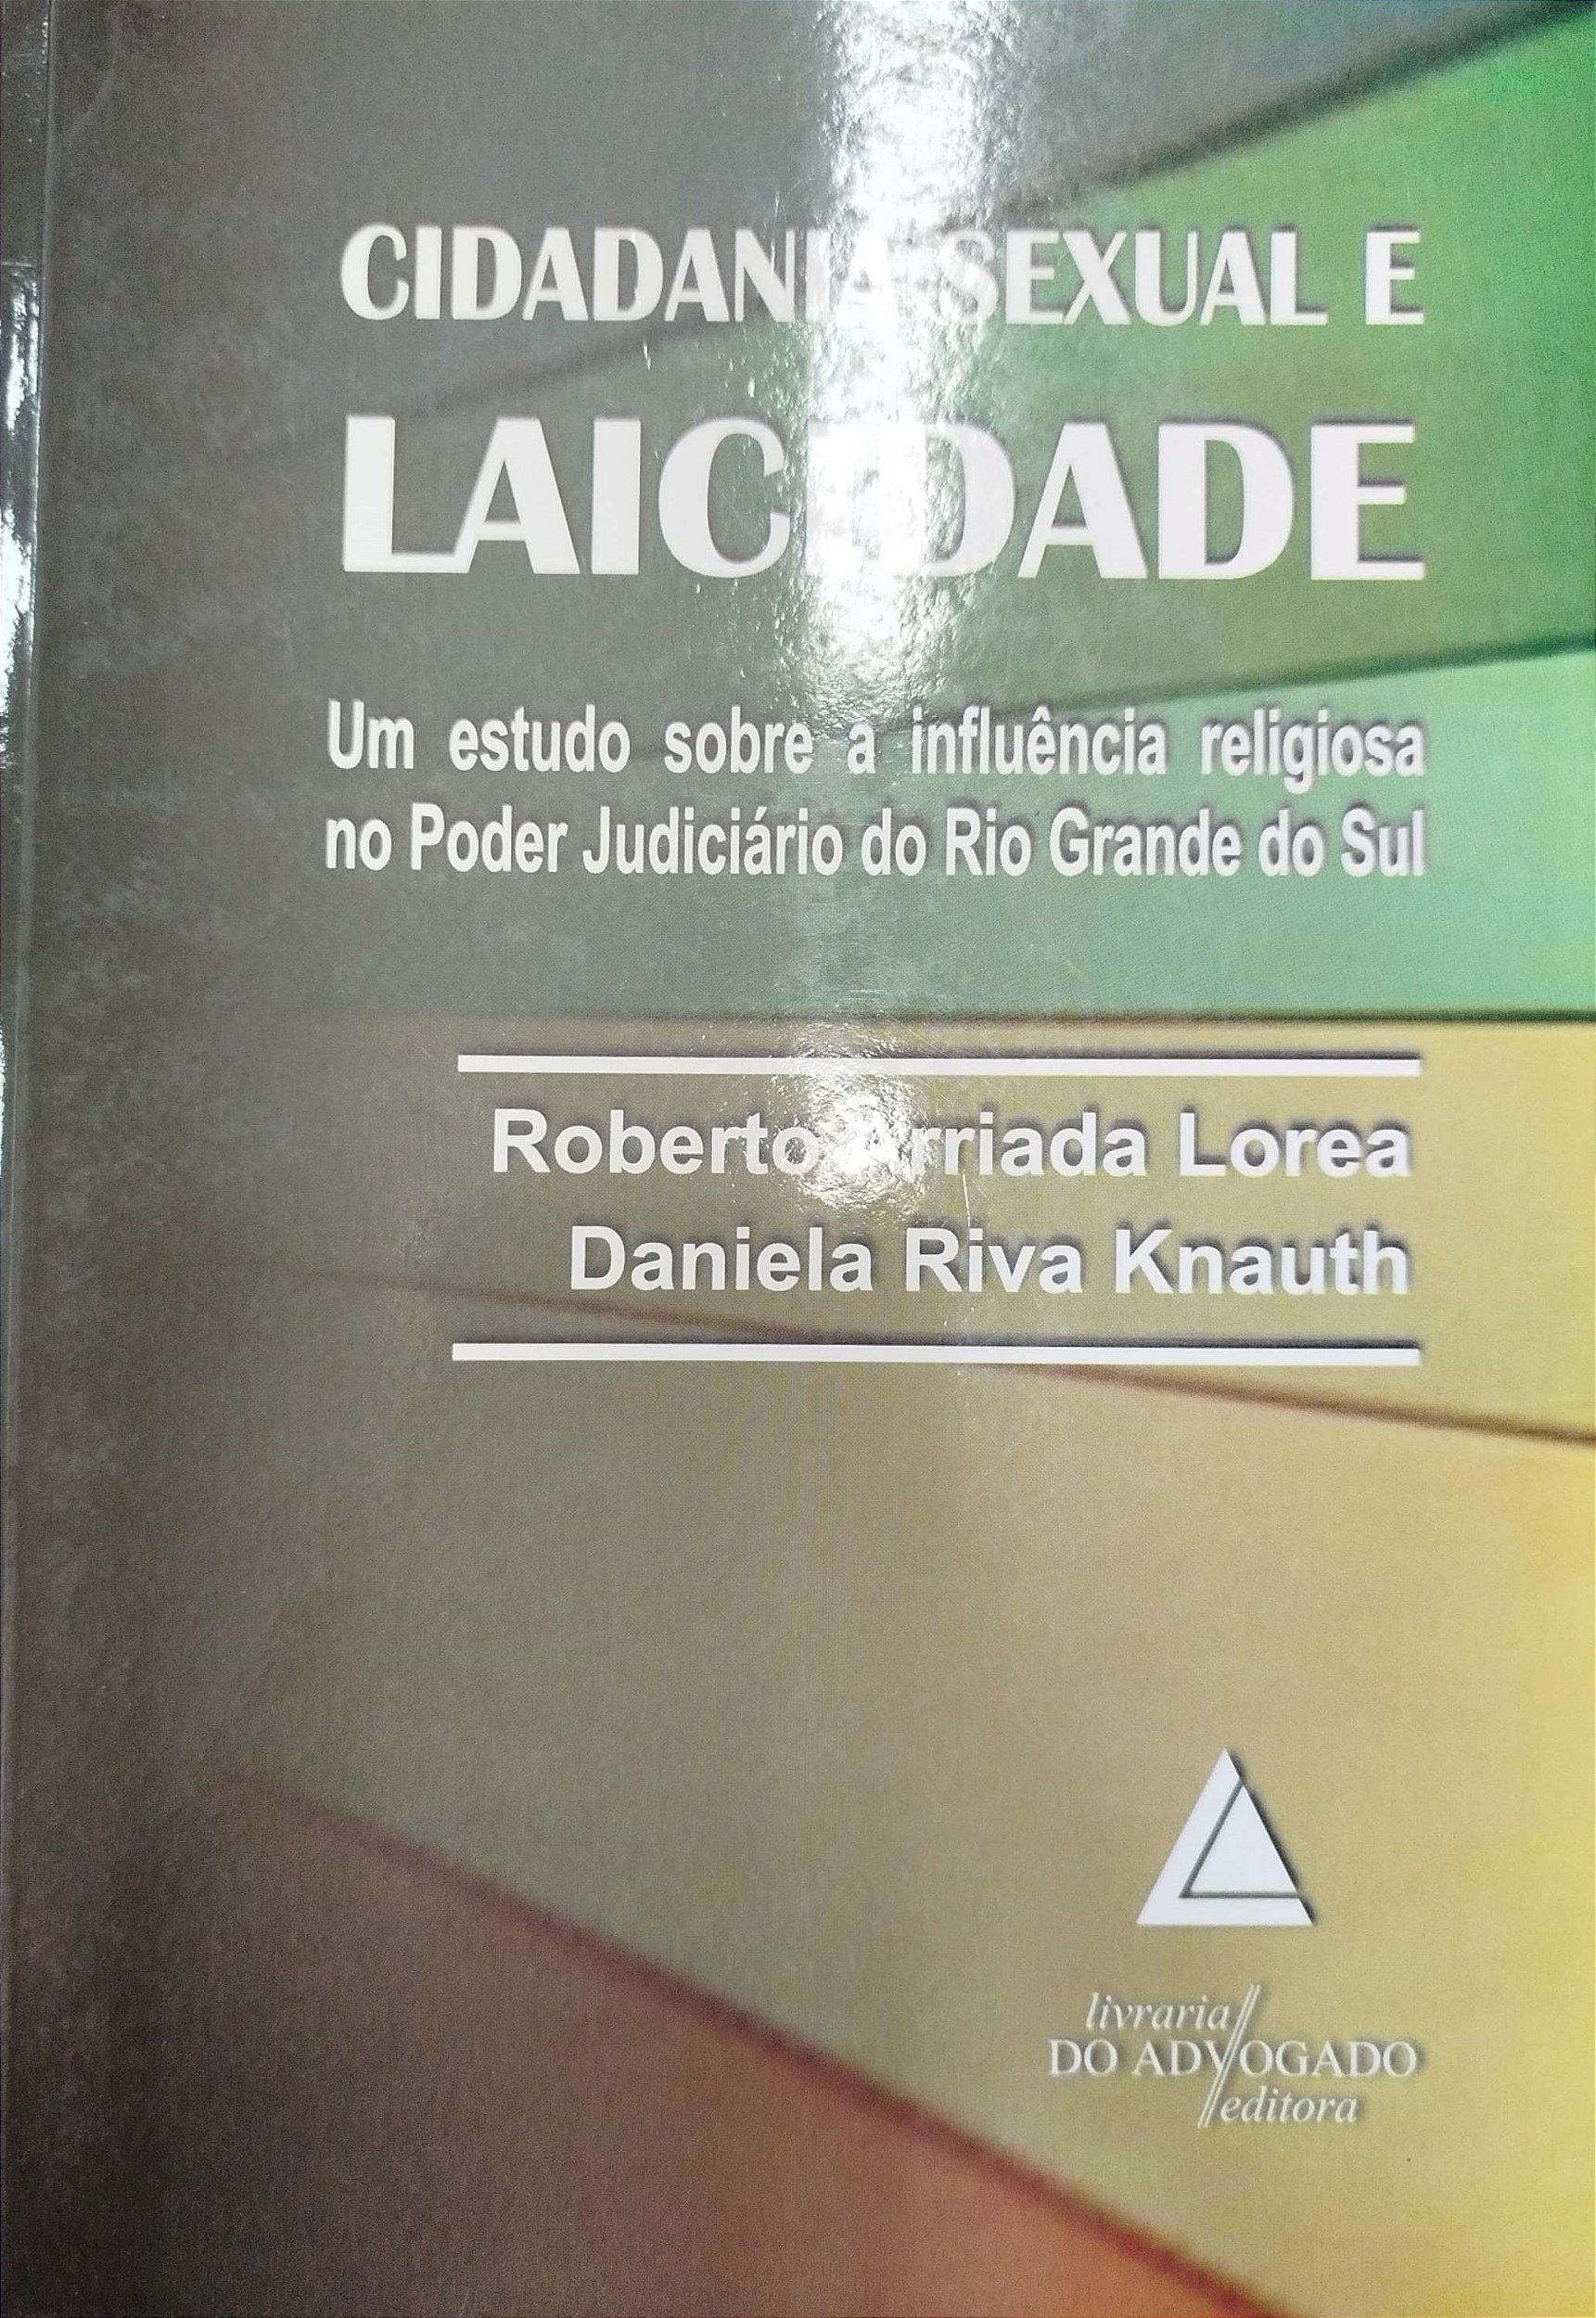 CIDADANIA SEXUAL E
LAICIDADE
Um estudo sobre a influência religiosa
no Poder Judiciário do Rio Grande do Sul
Roberto Arriada Lorea
Daniela Riva Knauth
livraria
DO ADVOGADO
editora